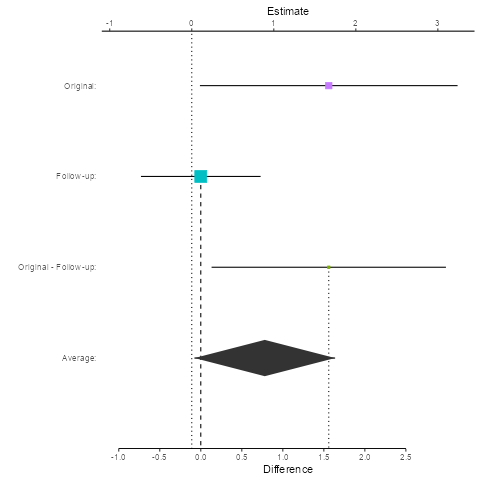 Estimate
-1 0 1 2 3
Original:
Follow-up:
Original - Follow-up:
Average:
-1.0 -0.5 0.0 0.5 1.0 1.5 2.0 2.5
Difference